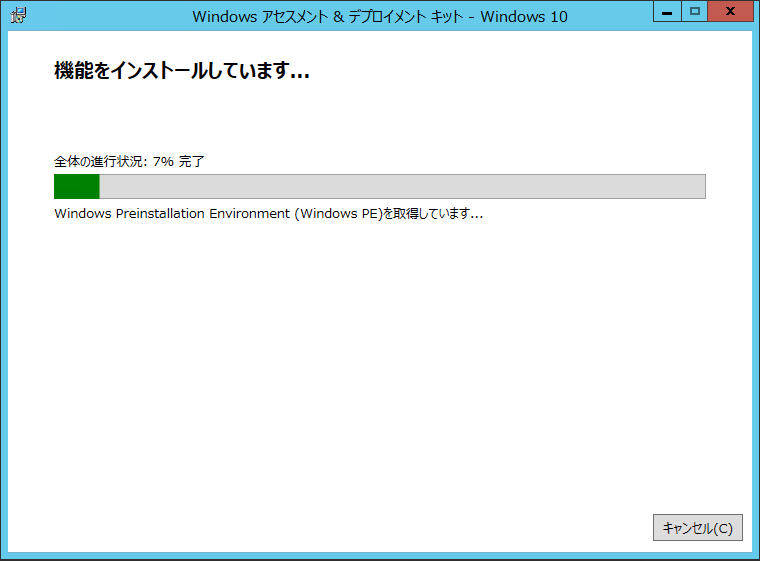 Windows アセスメント & デプロイメント キット - Windows 10
機能をインストールしています...
全体の進行状況: 7% 完了
Windows Preinstallation Environment (Windows PE)を取得しています...
キャンセル(C)